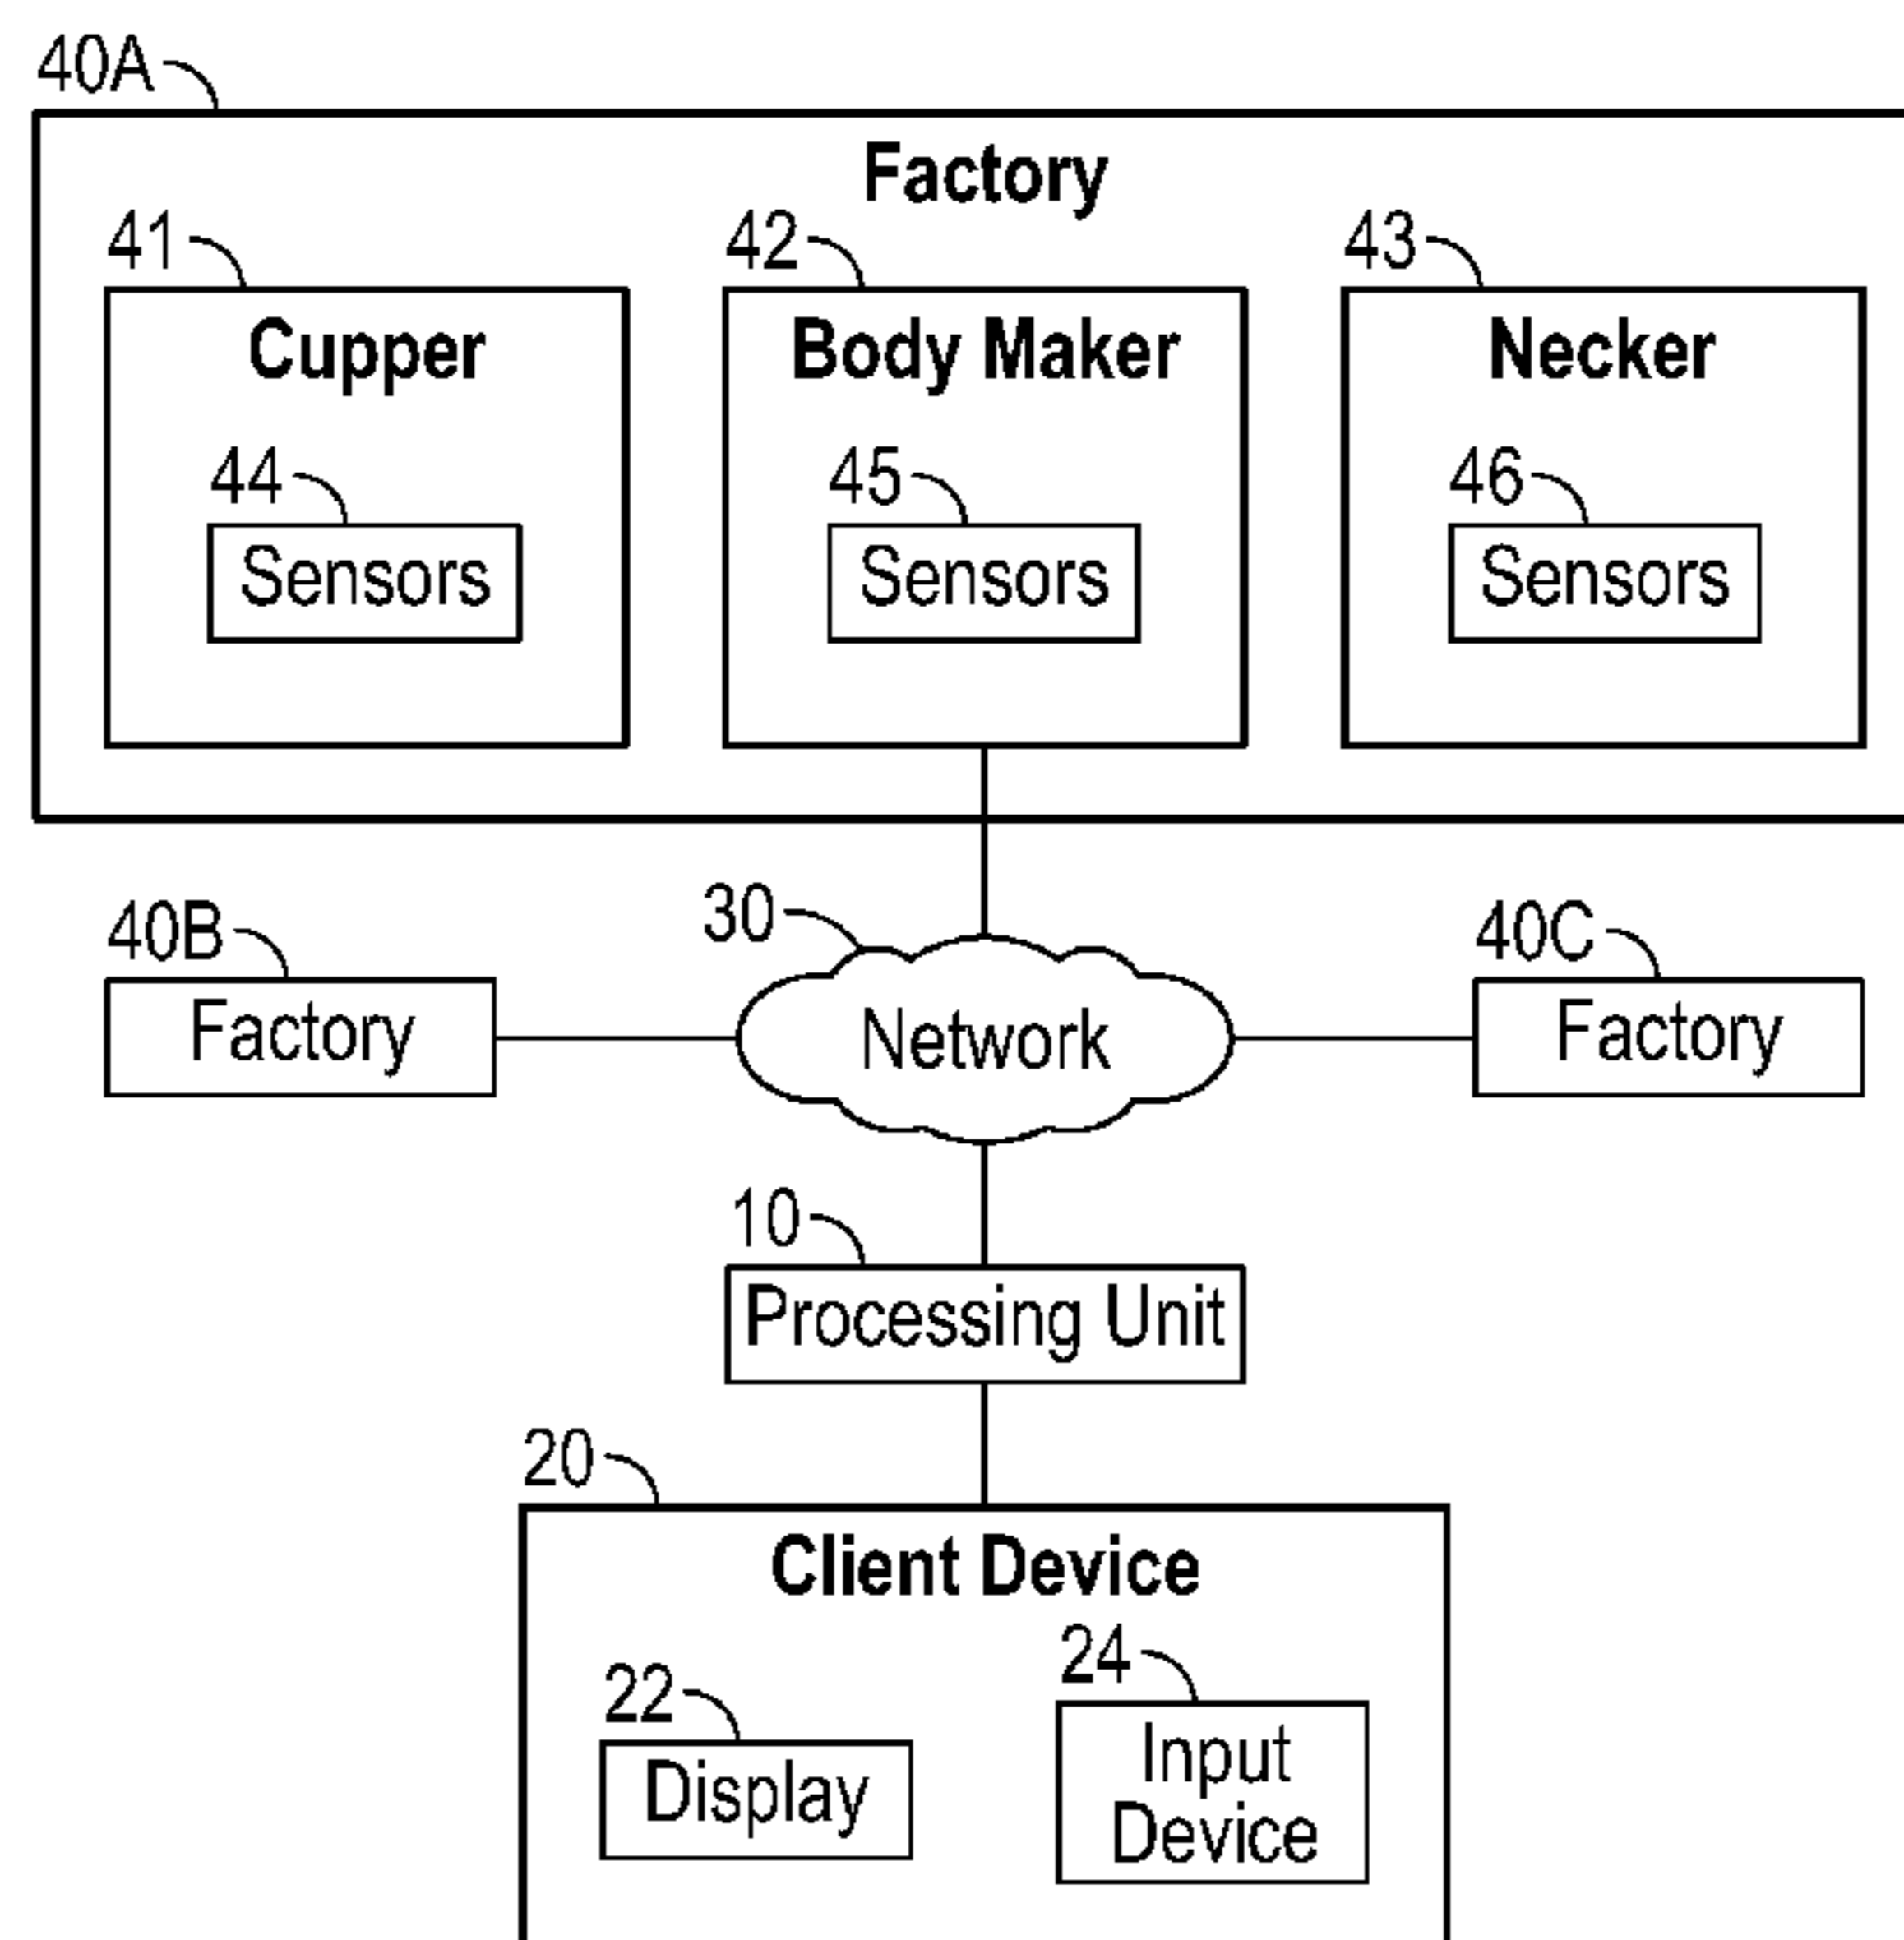 40A
Factory
41
42
43
Cupper
Body Maker
Necker
44
45
46
Sensors
Sensors
Sensors
30
40B
40C
Factory
Network
Factory
10
Processing Unit
20
Client Device
22
24
Display
Input
Device